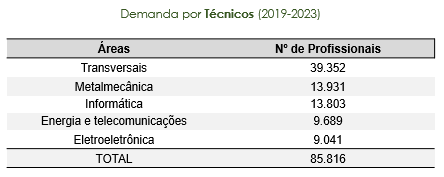 Demanda por Técnicos (2019-2023)
Áreas Nº de Profissionais
Transversais 39.352
Metalmecânica 13.931
Informática 13.803
Energia e telecomunicações 9.689
Eletroeletrônica 9.041
TOTAL 85.816